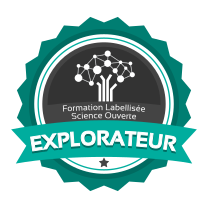 Formation Labellisée
Science Ouverte
EXPLORATEUR